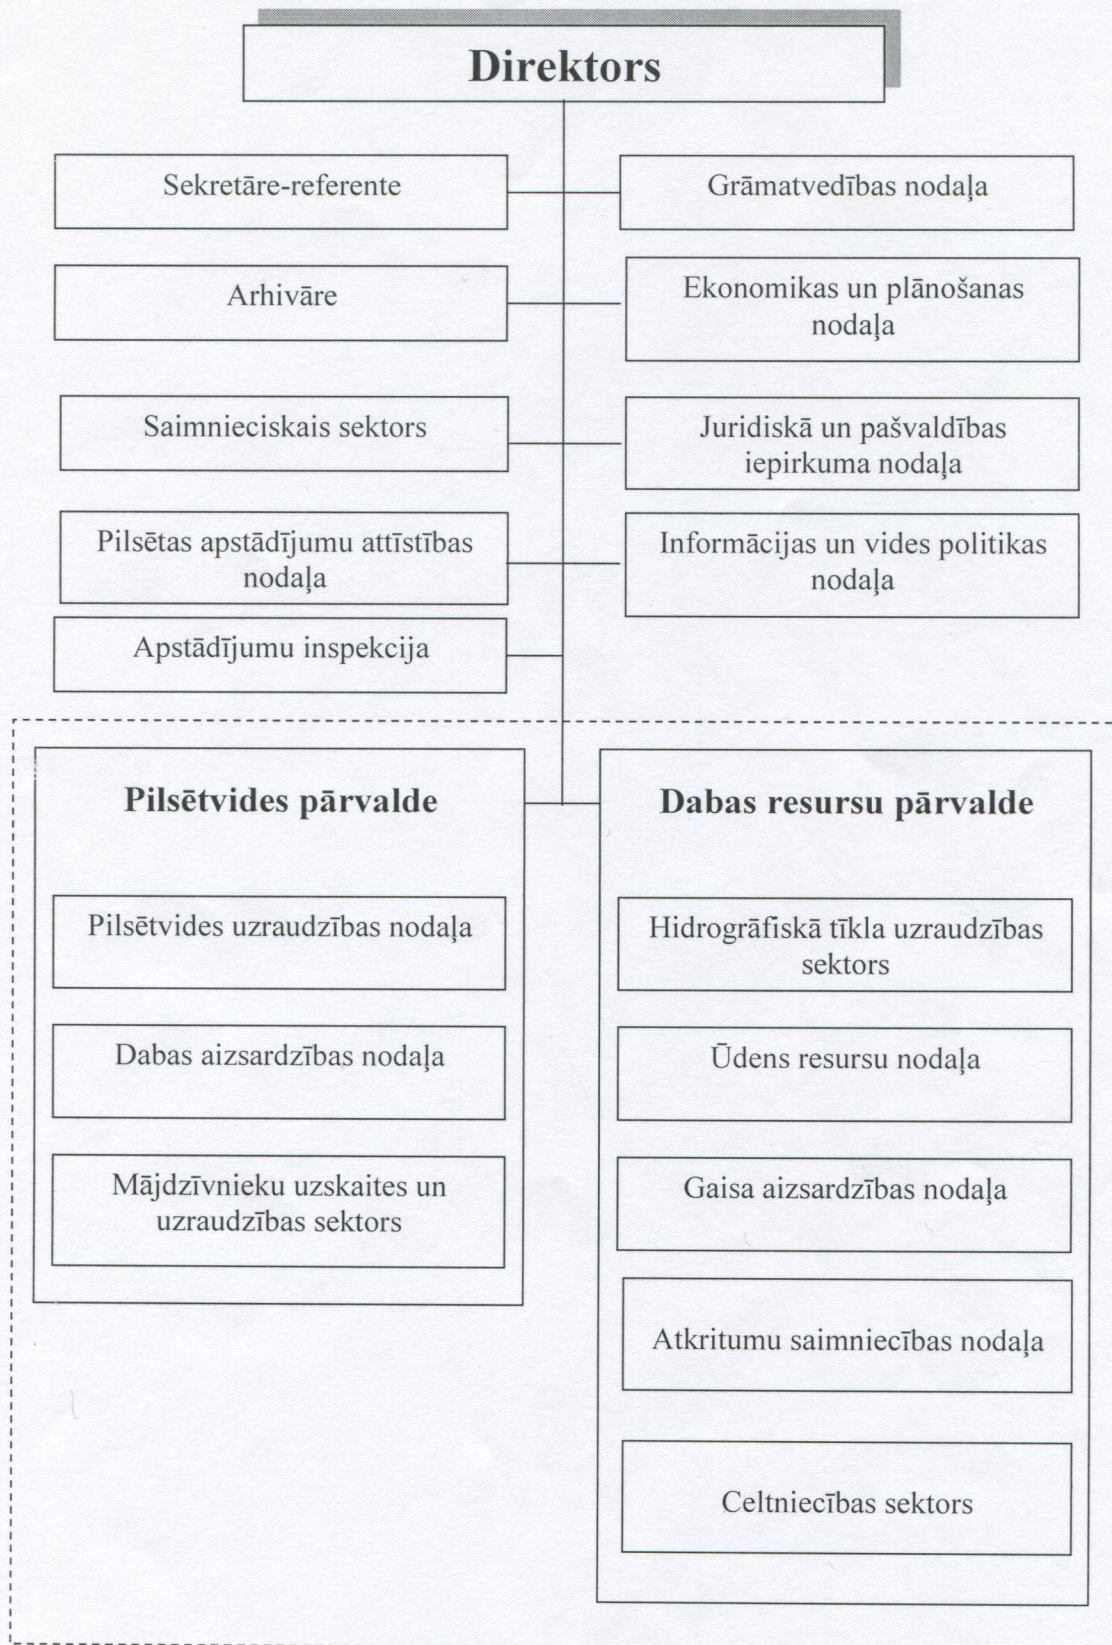 Direktors
Sekretāre-referente
Grāmatvedības nodaļa
Arhivāre
Ekonomikas un plānošanas
nodaļa
Saimnieciskais sektors
Juridiskā un pašvaldības
iepirkuma nodaļa
Pilsētas apstādījumu attīstības
nodaļa
Informācijas un vides politikas
nodaļa
Apstādījumu inspekcija
Pilsētvides pārvalde
Pilsētvides uzraudzības nodaļa
Dabas aizsardzības nodaļa
Mājdzīvnieku uzskaites un
uzraudzības sektors
Dabas resursu pārvalde
Hidrogrāfiskā tīkla uzraudzības
sektors
Ūdens resursu nodaļa
Gaisa aizsardzības nodaļa
Atkritumu saimniecības nodaļa
Celtniecības sektors